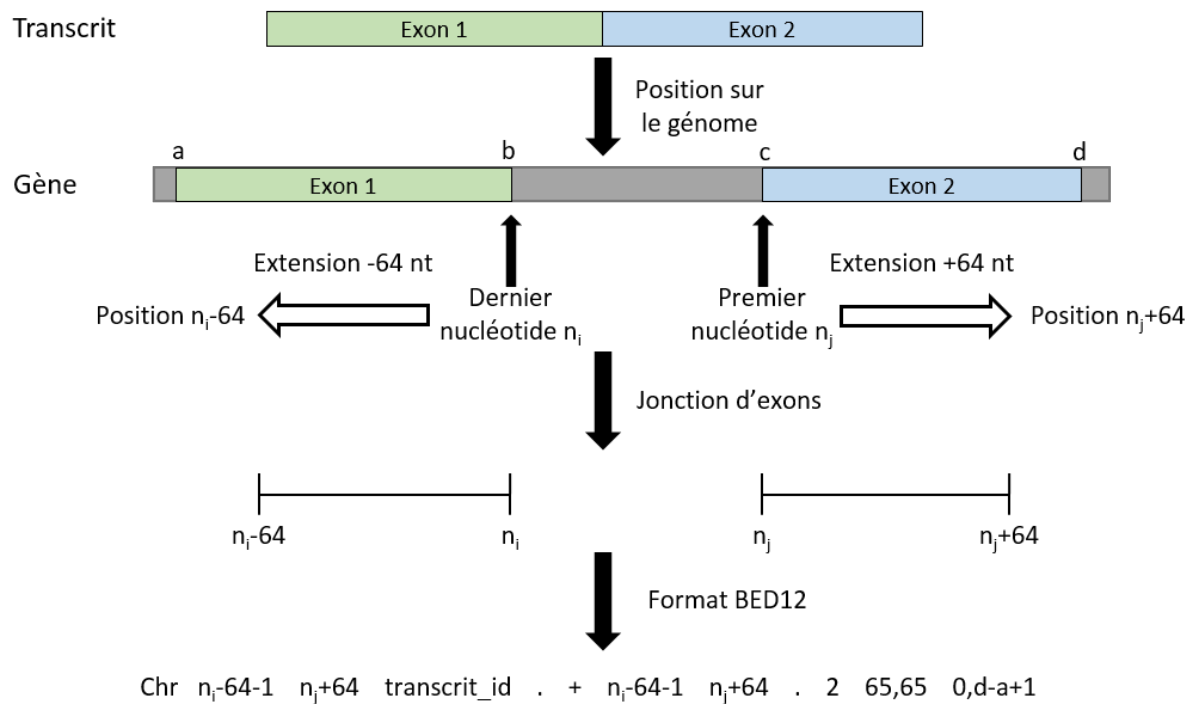 Transcrit
Exon 1
Exon 2
Position sur
le génome
a
b
c
d
Gène
Exon 1
Exon 2
Extension -64 nt
Extension +64 nt
Position nᵢ-64
Dernier
nucléotide nᵢ
Premier
nucléotide nⱼ
Position nⱼ+64
Jonction d’exons
nᵢ-64
nᵢ
nⱼ
nⱼ+64
Format BED12
Chr nᵢ-64-1 nⱼ+64 transcrit_id . + nᵢ-64-1 nⱼ+64 . 2 65,65 0,d-a+1